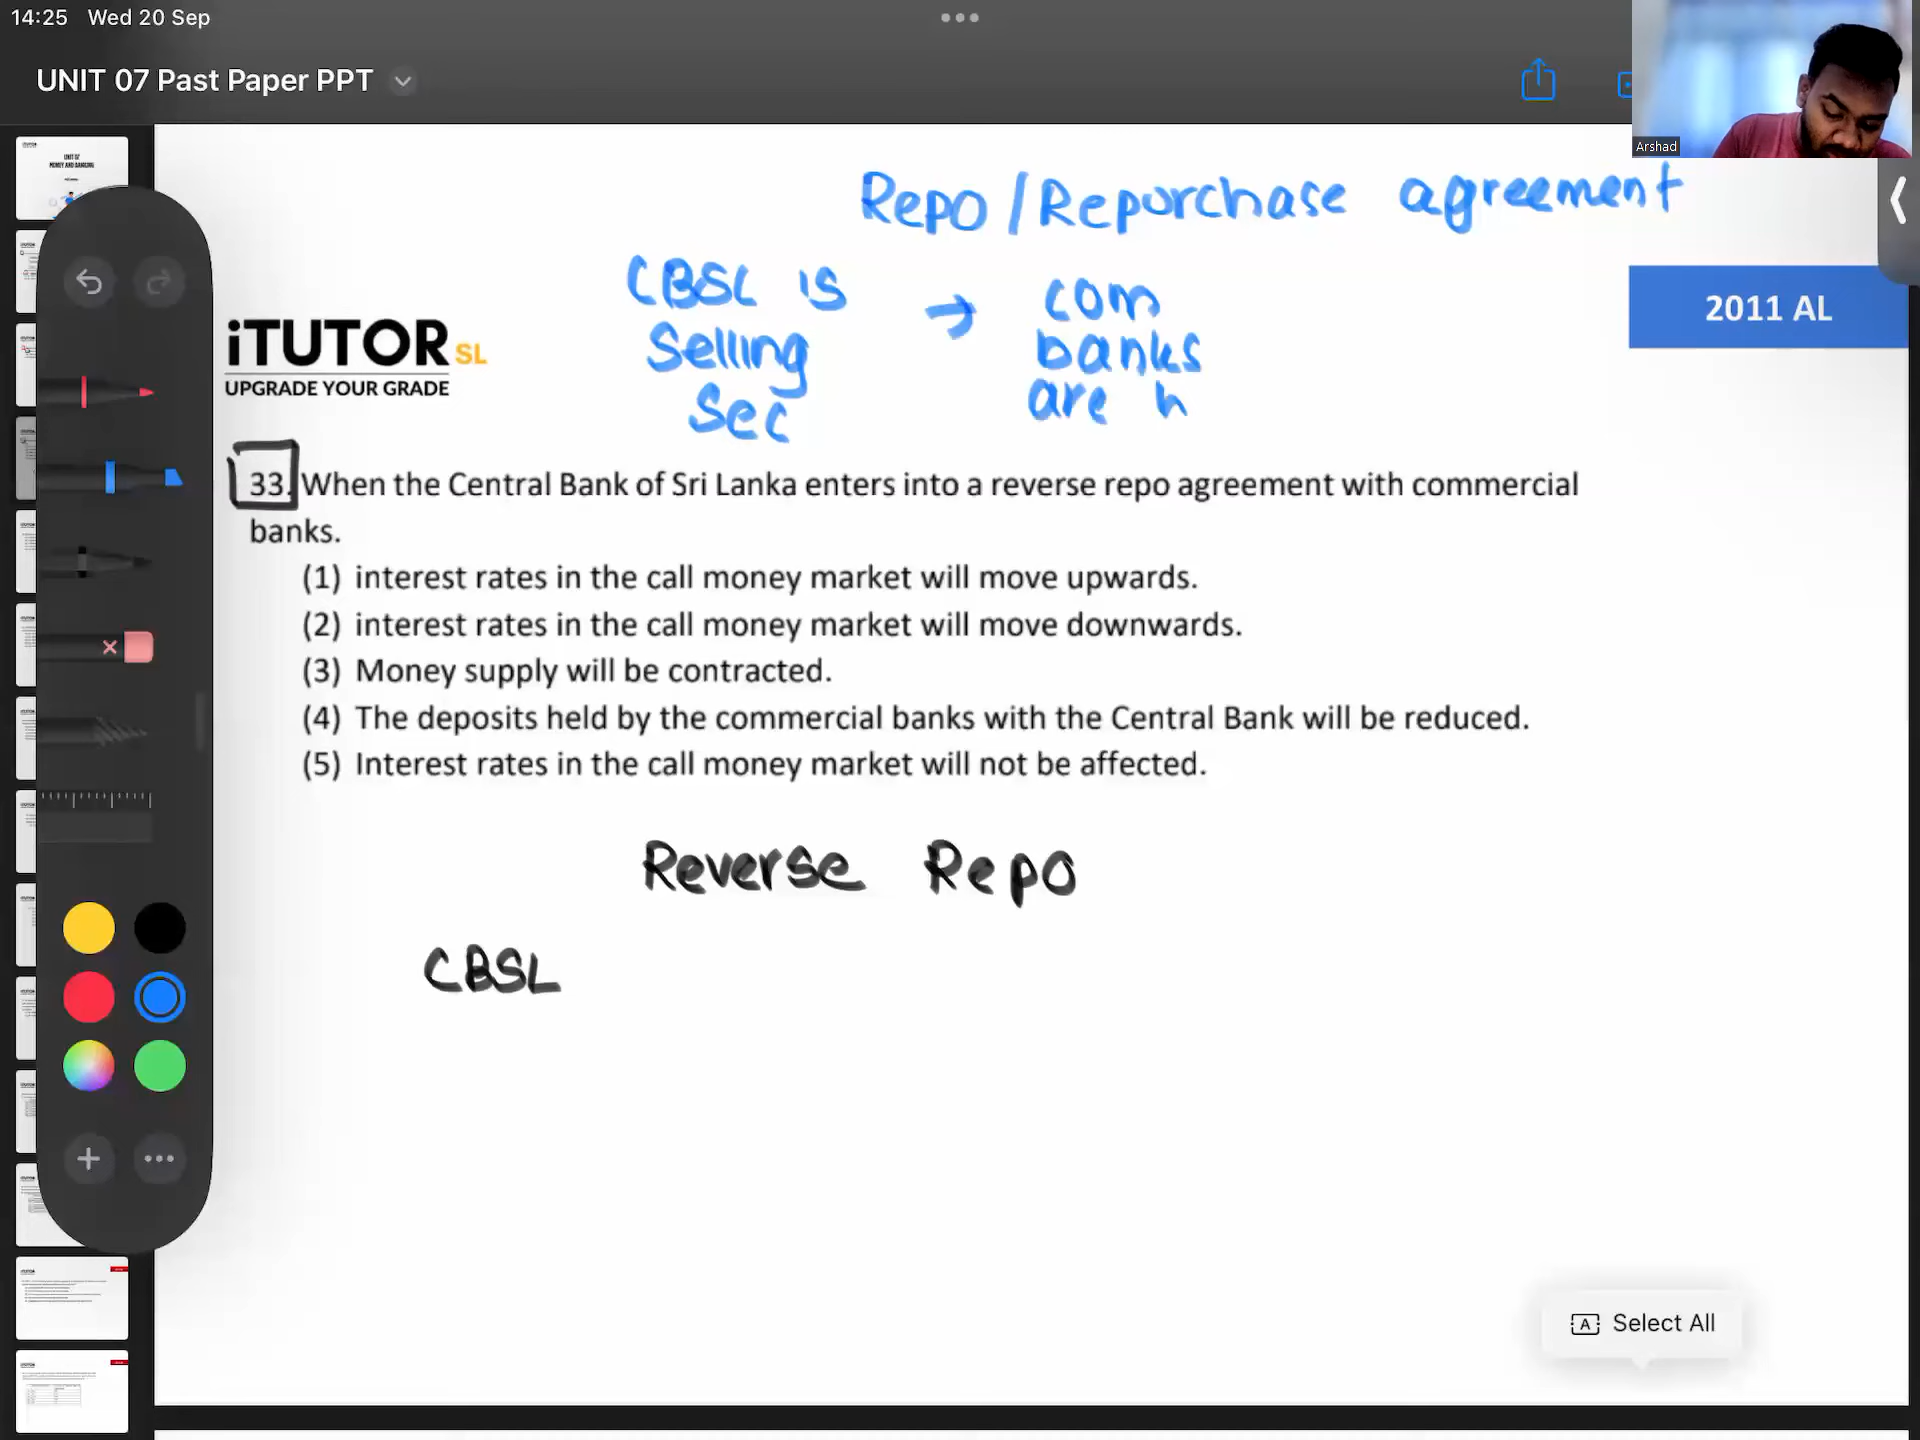 14:25 Wed 20 Sep
UNIT 07 Past Paper PPT
Arshad
Repo / Repurchase agreement
CBSL is → com
Selling banks
Sec are h
2011 AL
iTUTOR SL
UPGRADE YOUR GRADE
33. When the Central Bank of Sri Lanka enters into a reverse repo agreement with commercial
banks.
(1) interest rates in the call money market will move upwards.
(2) interest rates in the call money market will move downwards.
(3) Money supply will be contracted.
(4) The deposits held by the commercial banks with the Central Bank will be reduced.
(5) Interest rates in the call money market will not be affected.
Reverse Repo
CBSL
Select All